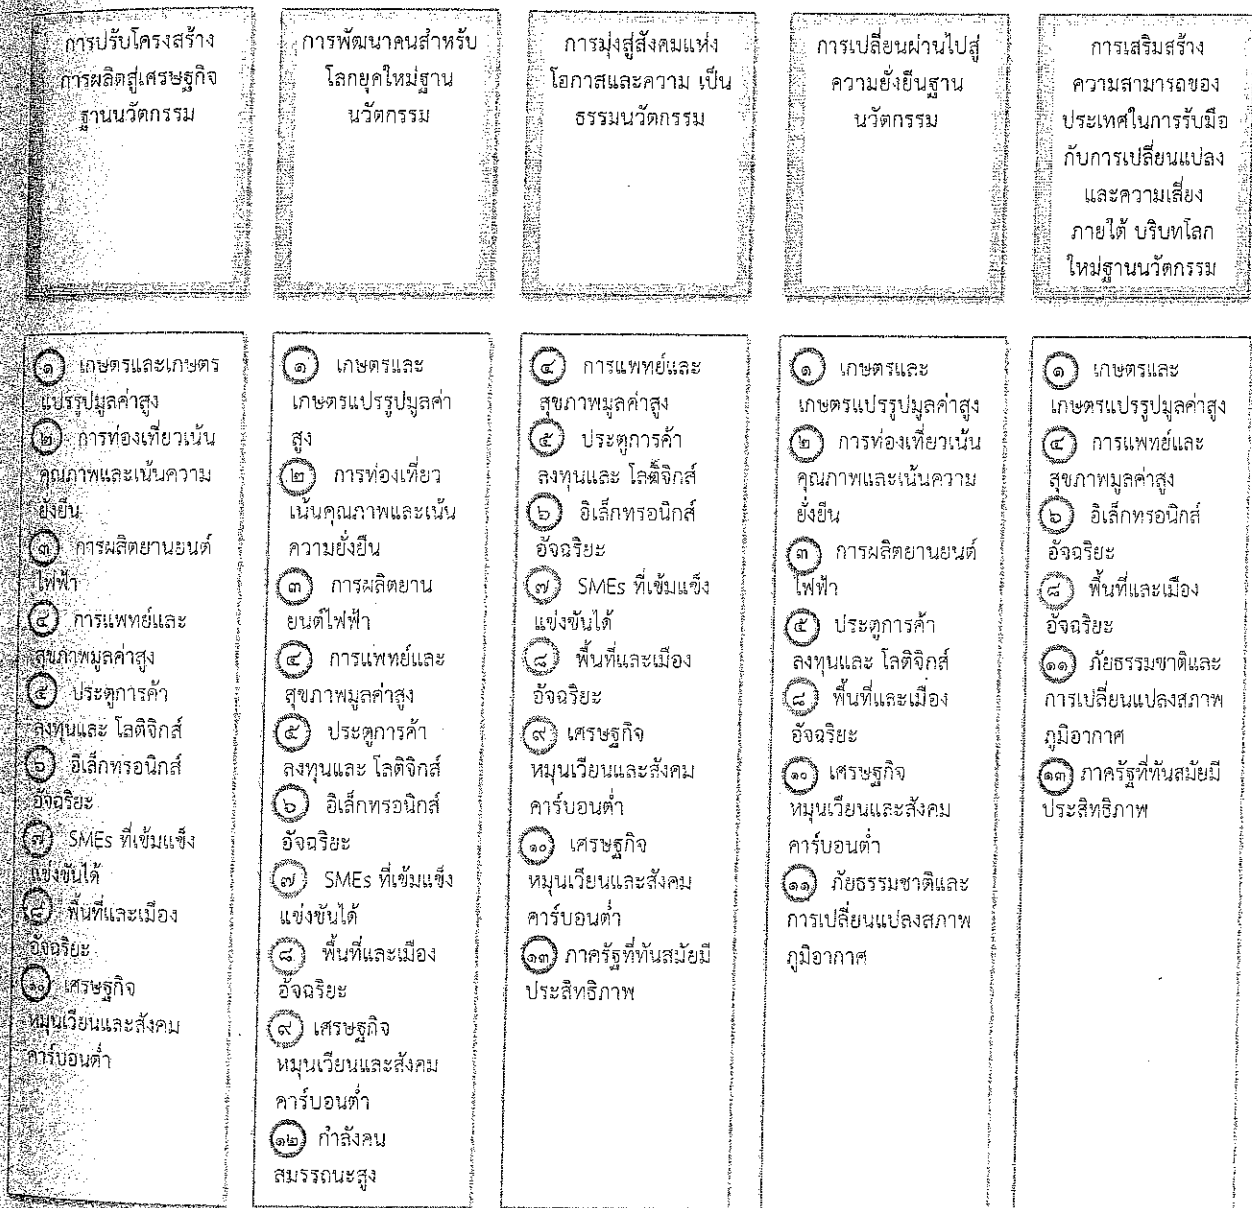 การปรับโครงสร้าง
การผลิตสู่เศรษฐกิจ
ฐานนวัตกรรม
การพัฒนาคนสำหรับ
โลกยุคใหม่ฐาน
นวัตกรรม
การมุ่งสู่สังคมแห่ง
โอกาสและความ เป็น
ธรรมนวัตกรรม
การเปลี่ยนผ่านไปสู่
ความยั่งยืนฐาน
นวัตกรรม
การเสริมสร้าง
ความสามารถของ
ประเทศในการรับมือ
กับการเปลี่ยนแปลง
และความเสี่ยง
ภายใต้ บริบทโลก
ใหม่ฐานนวัตกรรม
๑ เกษตรและเกษตร
แปรรูปมูลค่าสูง
๒ การท่องเที่ยวเน้น
คุณภาพและเน้นความ
ยั่งยืน
๓ การผลิตยานยนต์
ไฟฟ้า
๔ การแพทย์และ
สุขภาพมูลค่าสูง
๕ ประตูการค้า
ลงทุนและ โลติจิกส์
๖ อิเล็กทรอนิกส์
อัจฉริยะ
๗ SMEs ที่เข้มแข็ง
แข่งขันได้
๘ พื้นที่และเมือง
อัจฉริยะ
๑๐ เศรษฐกิจ
หมุนเวียนและสังคม
คาร์บอนต่ำ
๑ เกษตรและ
เกษตรแปรรูปมูลค่า
สูง
๒ การท่องเที่ยว
เน้นคุณภาพและเน้น
ความยั่งยืน
๓ การผลิตยาน
ยนต์ไฟฟ้า
๔ การแพทย์และ
สุขภาพมูลค่าสูง
๕ ประตูการค้า
ลงทุนและ โลติจิกส์
๖ อิเล็กทรอนิกส์
อัจฉริยะ
๗ SMEs ที่เข้มแข็ง
แข่งขันได้
๘ พื้นที่และเมือง
อัจฉริยะ
๙ เศรษฐกิจ
หมุนเวียนและสังคม
คาร์บอนต่ำ
๑๒ กำลังคน
สมรรถนะสูง
๔ การแพทย์และ
สุขภาพมูลค่าสูง
๕ ประตูการค้า
ลงทุนและ โลติจิกส์
๖ อิเล็กทรอนิกส์
อัจฉริยะ
๗ SMEs ที่เข้มแข็ง
แข่งขันได้
๘ พื้นที่และเมือง
อัจฉริยะ
๙ เศรษฐกิจ
หมุนเวียนและสังคม
คาร์บอนต่ำ
๑๐ เศรษฐกิจ
หมุนเวียนและสังคม
คาร์บอนต่ำ
๑๓ ภาครัฐที่ทันสมัยมี
ประสิทธิภาพ
๑ เกษตรและ
เกษตรแปรรูปมูลค่าสูง
๒ การท่องเที่ยวเน้น
คุณภาพและเน้นความ
ยั่งยืน
๓ การผลิตยานยนต์
ไฟฟ้า
๕ ประตูการค้า
ลงทุนและ โลติจิกส์
๘ พื้นที่และเมือง
อัจฉริยะ
๑๐ เศรษฐกิจ
หมุนเวียนและสังคม
คาร์บอนต่ำ
๑๑ ภัยธรรมชาติและ
การเปลี่ยนแปลงสภาพ
ภูมิอากาศ
๑ เกษตรและ
เกษตรแปรรูปมูลค่าสูง
๔ การแพทย์และ
สุขภาพมูลค่าสูง
๖ อิเล็กทรอนิกส์
อัจฉริยะ
๘ พื้นที่และเมือง
อัจฉริยะ
๑๑ ภัยธรรมชาติและ
การเปลี่ยนแปลงสภาพ
ภูมิอากาศ
๑๓ ภาครัฐที่ทันสมัยมี
ประสิทธิภาพ